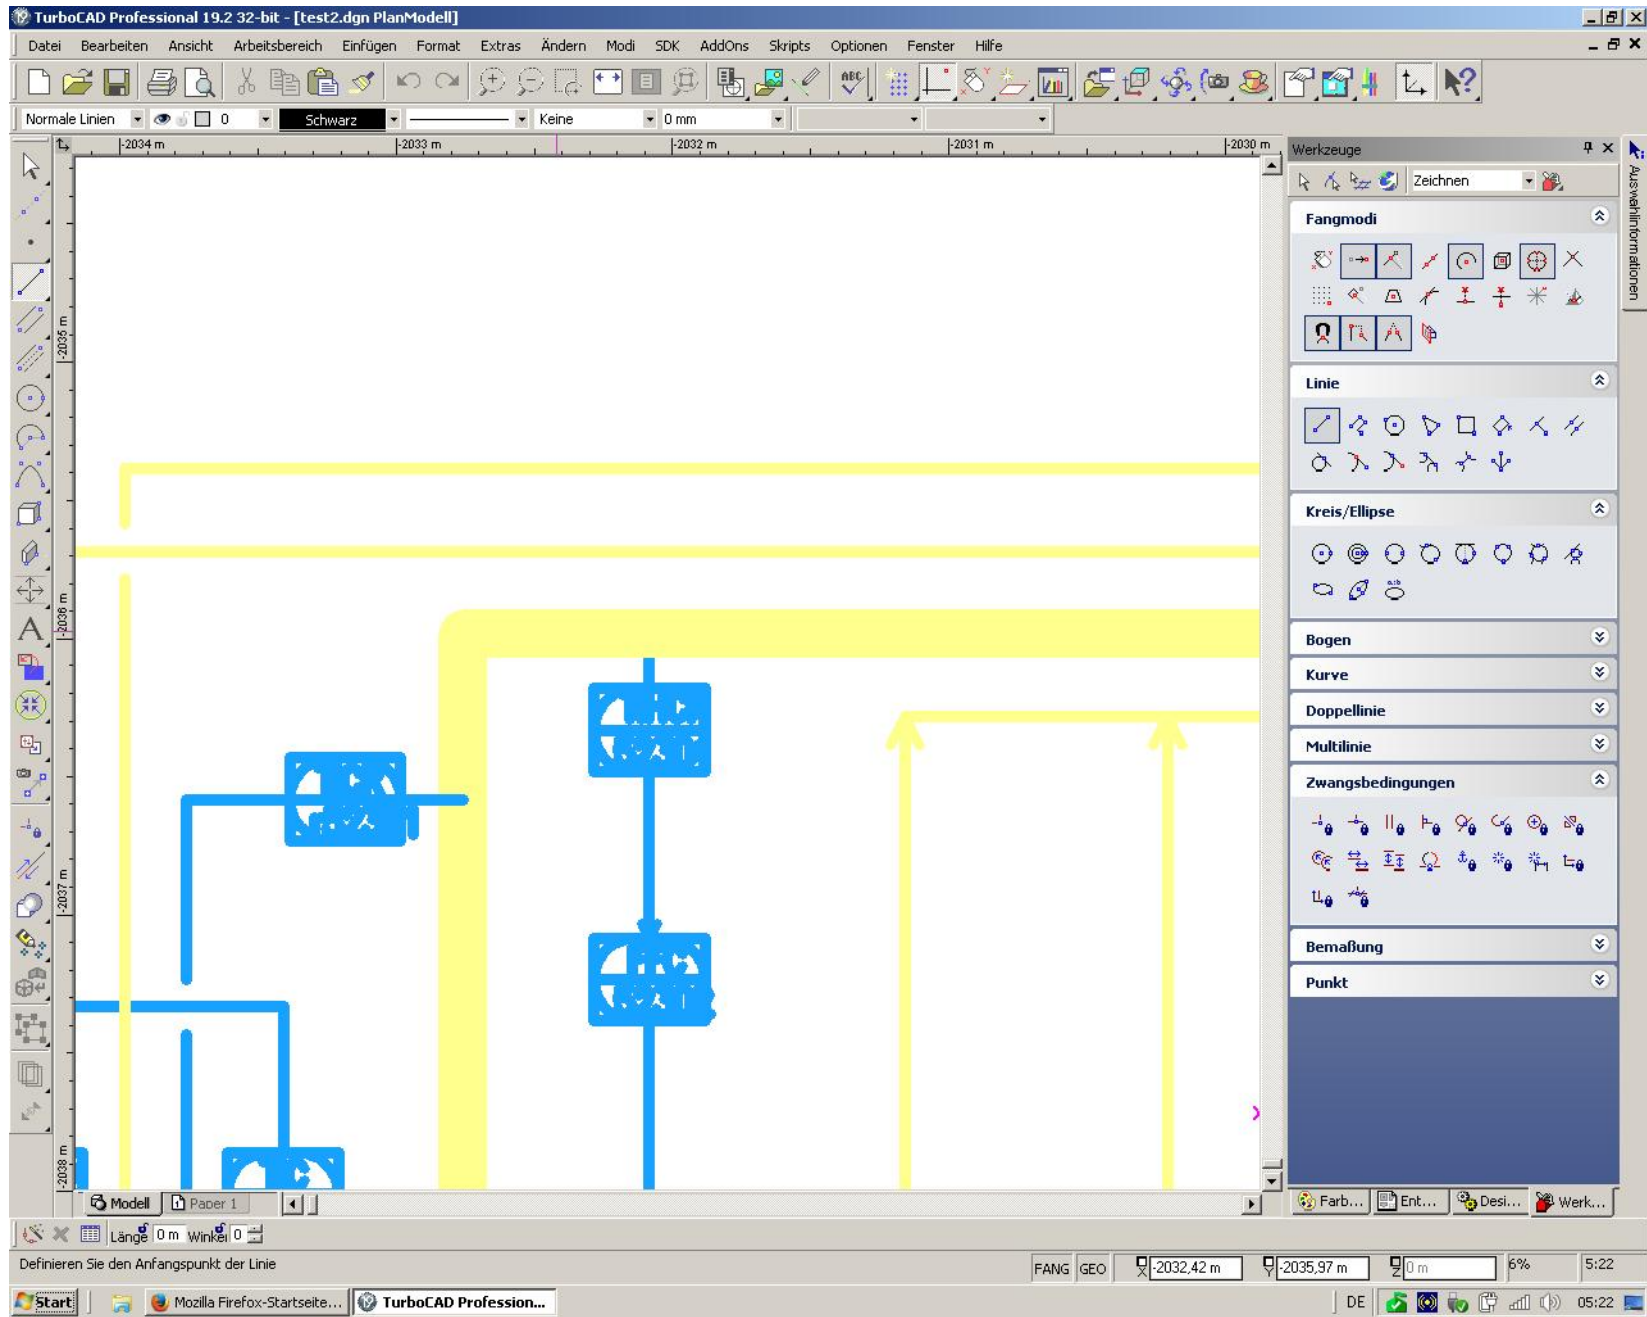 TurboCAD Professional 19.2 32-bit - [test2.dgn PlanModell]
Datei Bearbeiten Ansicht Arbeitsbereich Einfügen Format Extras Ändern Modi SDK AddOns Skripts Optionen Fenster Hilfe
ABC
Normale Linien 0 Schwarz Keine 0 mm
-2034 m -2033 m -2032 m -2031 m -2030 m
-2035 m
-2036 m
-2037 m
-2038 m
Werkzeuge
Zeichnen
Fangmodi
Linie
Kreis/Ellipse
Bogen
Kurve
Doppellinie
Multilinie
Zwangsbedingungen
Bemaßung
Punkt
Auswahlinformationen
Farb... Ent... Desi... Werk...
Modell Paper 1
Länge 0 m Winkel 0
Definieren Sie den Anfangspunkt der Linie
FANG GEO X -2032,42 m Y -2035,97 m Z 0 m 6% 5:22
Start Mozilla Firefox-Startseite... TurboCAD Profession... DE 05:22